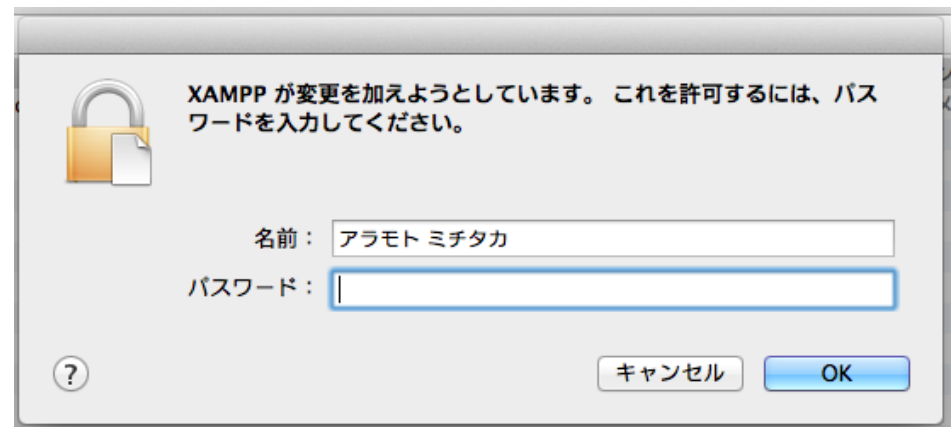 XAMPP が変更を加えようとしています。 これを許可するには、パス
ワードを入力してください。
名前： アラモト ミチタカ
パスワード：
?
キャンセル OK